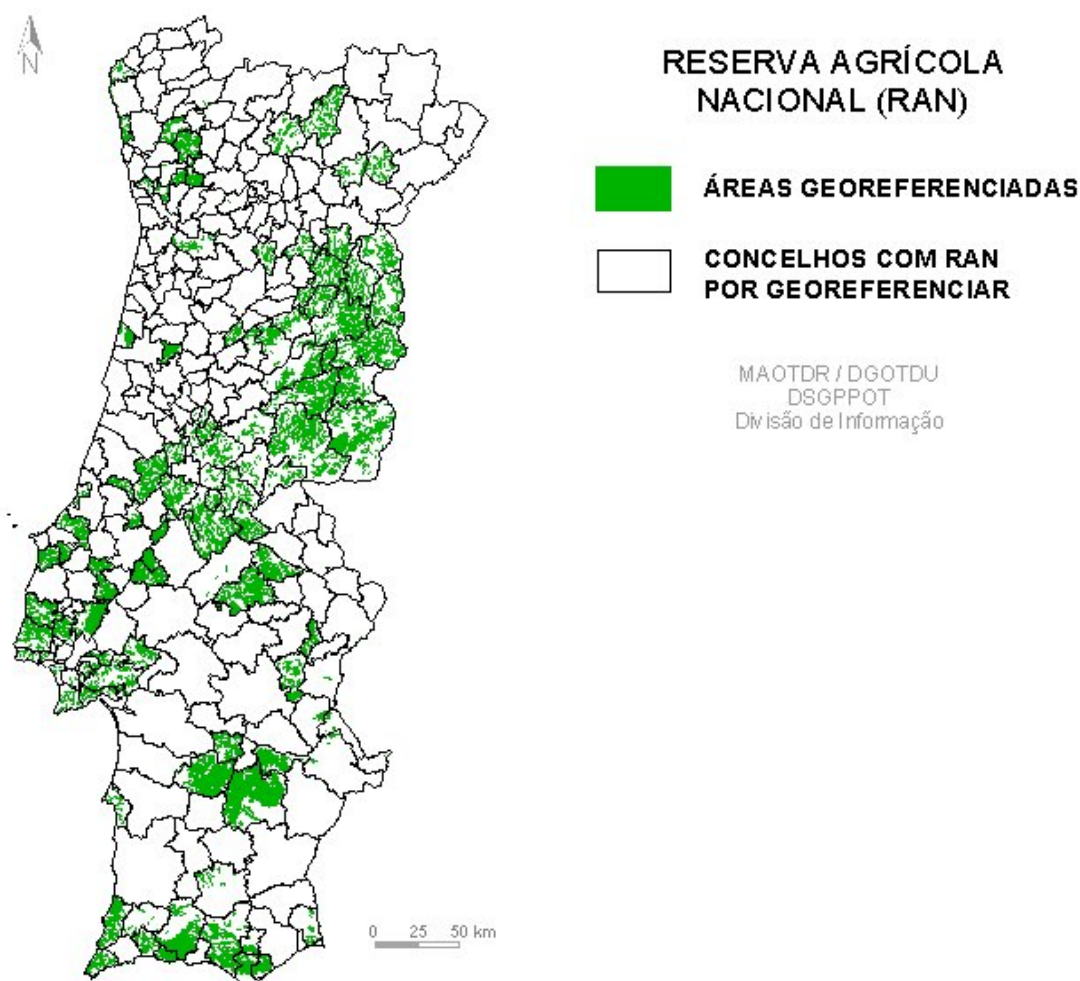 N
RESERVA AGRÍCOLA
NACIONAL (RAN)
ÁREAS GEOREFERENCIADAS
CONCELHOS COM RAN
POR GEOREFERENCIAR
MAOTDR / DGOTDU
DSGPPOT
Divisão de Informação
0 25 50 km